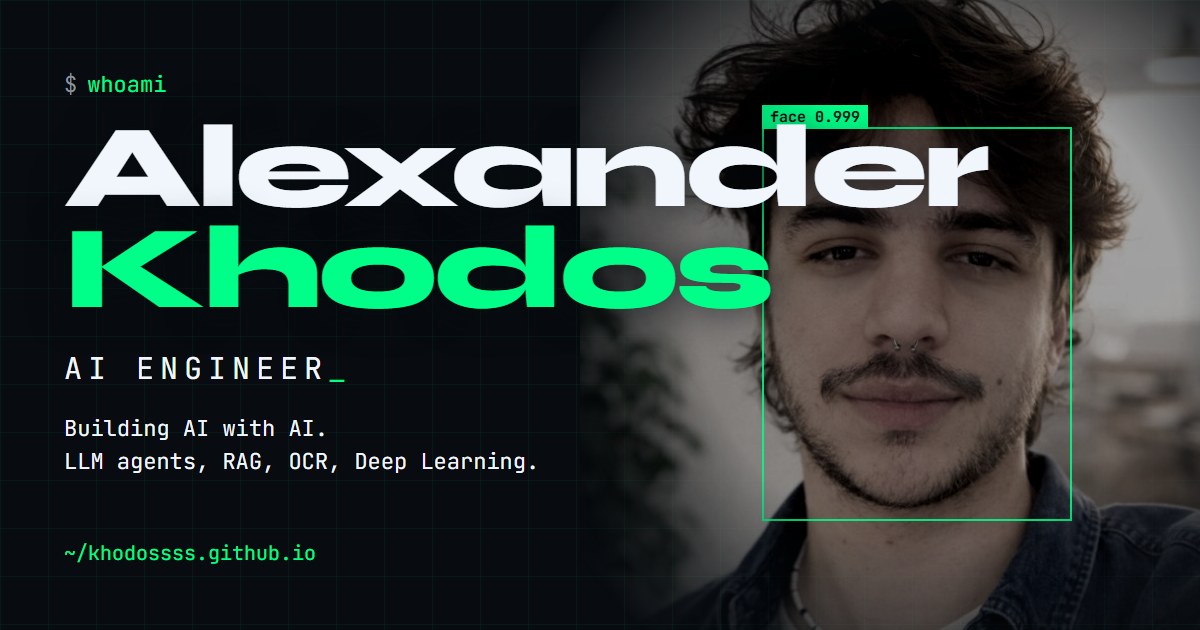 $ whoami
face 0.999
Alexander
Khodos
AI ENGINEER_
Building AI with AI.
LLM agents, RAG, OCR, Deep Learning.
~/khodossss.github.io